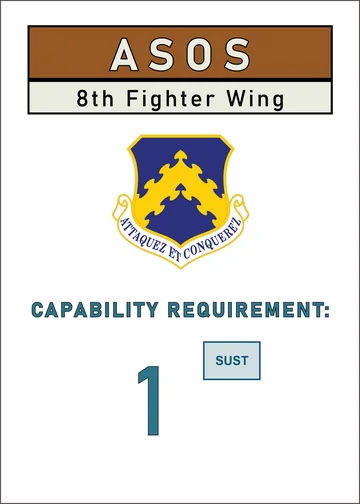 ASOS
8th Fighter Wing
ATTAQUEZ ET CONQUEREZ
CAPABILITY REQUIREMENT:
1
SUST